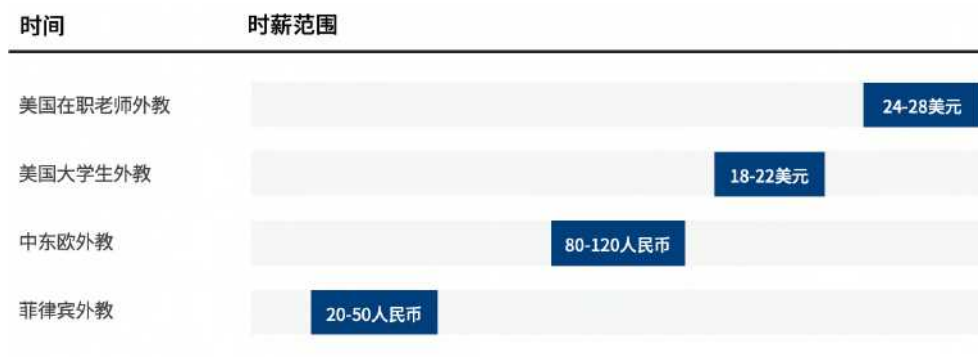 时间 时薪范围
美国在职老师外教 24-28美元
美国大学生外教 18-22美元
中东欧外教 80-120人民币
菲律宾外教 20-50人民币